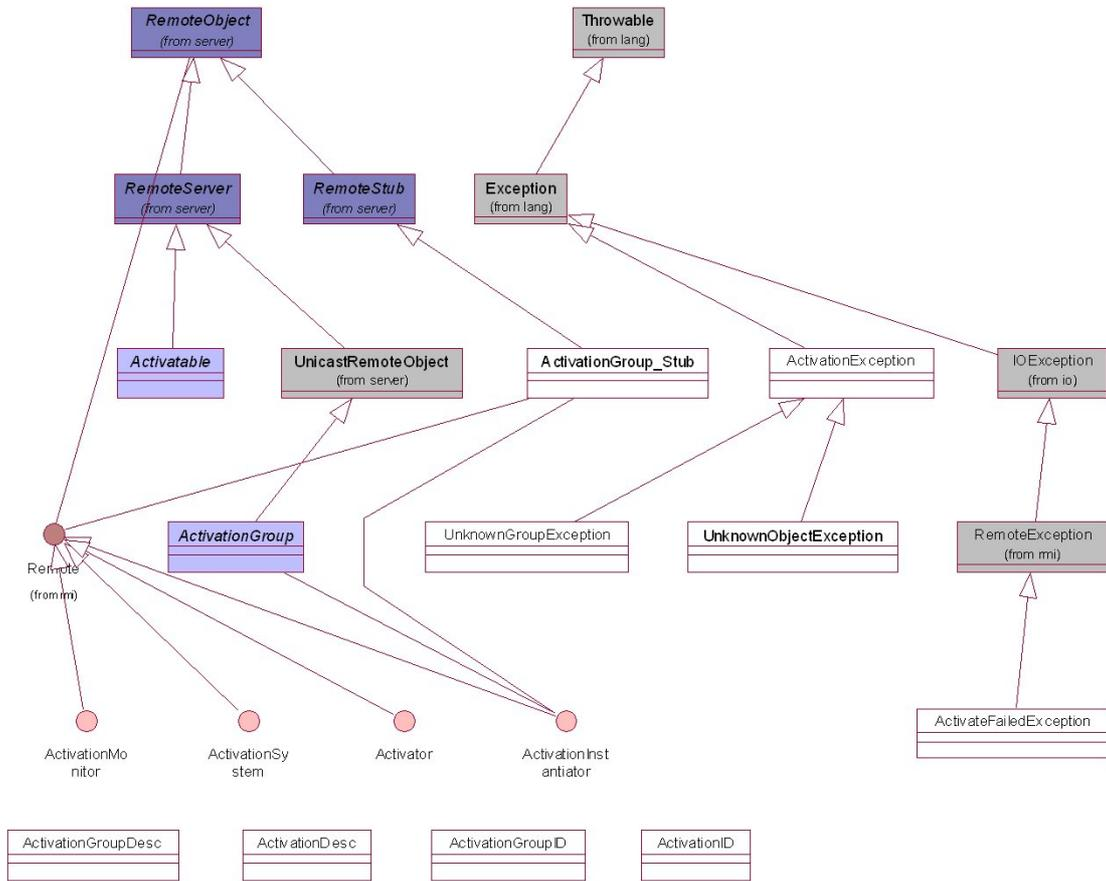 RemoteObject
(from server)
Throwable
(from lang)
RemoteServer
(from server)
RemoteStub
(from server)
Exception
(from lang)
Activatable
UnicastRemoteObject
(from server)
ActivationGroup_Stub
ActivationException
IOException
(from io)
Remote
(from rmi)
ActivationGroup
UnknownGroupException
UnknownObjectException
RemoteException
(from rmi)
ActivationMo
nitor
ActivationSy
stem
Activator
ActivationInst
antiator
ActivateFailedException
ActivationGroupDesc
ActivationDesc
ActivationGroupID
ActivationID